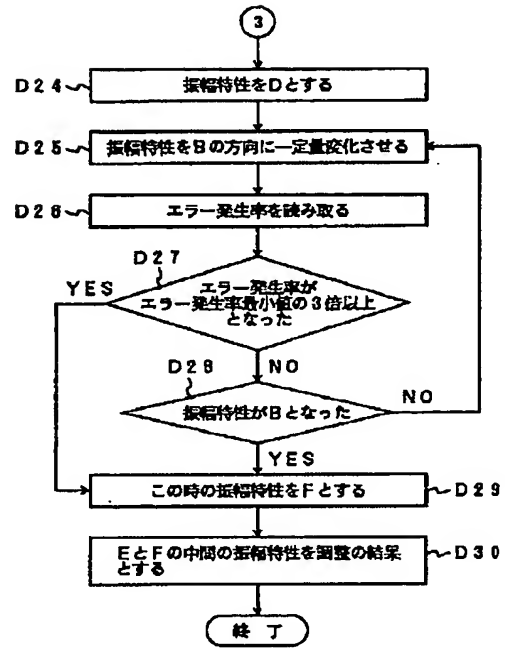 3
D24
振幅特性をDとする
D25
振幅特性をBの方向に一定量変化させる
D26
エラー発生率を読み取る
D27
YES
エラー発生率が
エラー発生率最小値の3倍以上
となった
D28
NO
NO
振幅特性がBとなった
YES
この時の振幅特性をFとする
D29
EとFの中間の振幅特性を調整の結果
とする
D30
終了